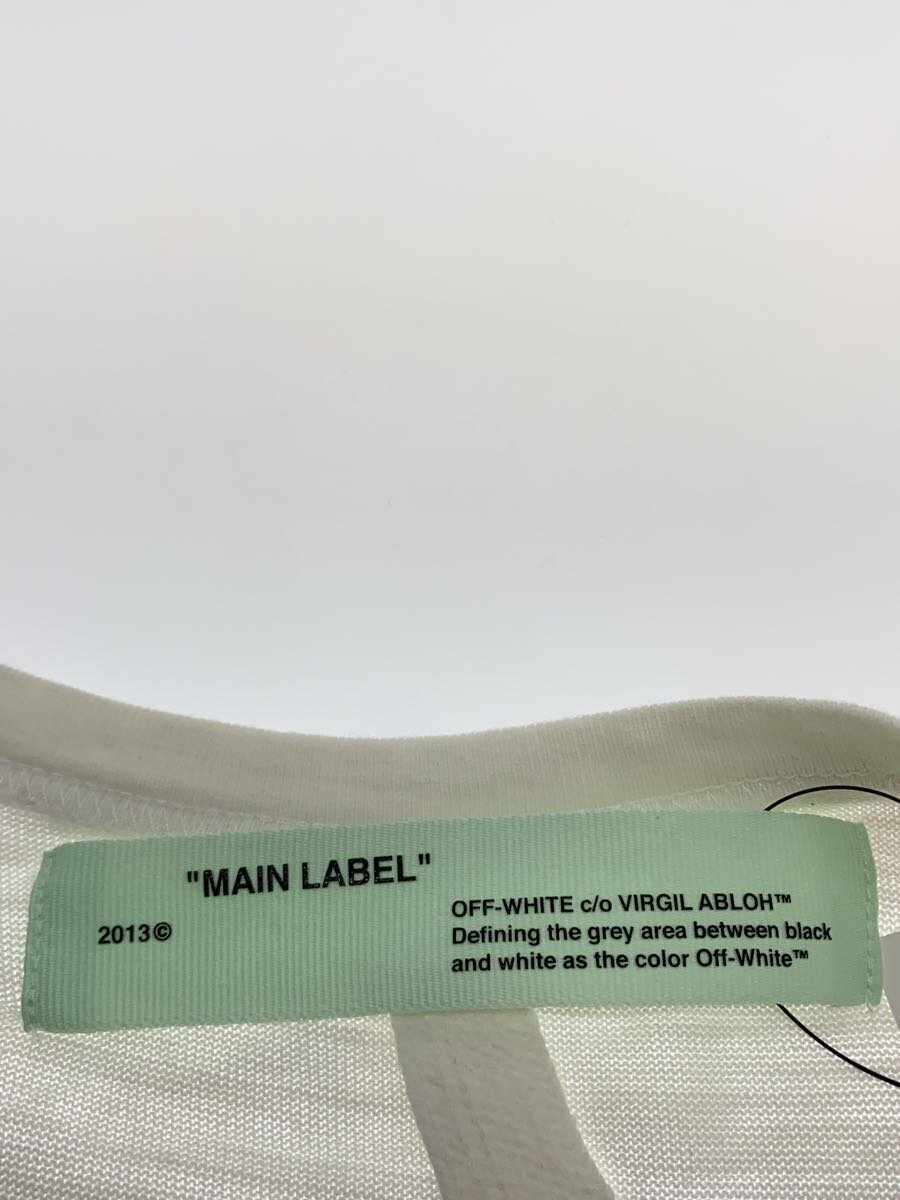 "MAIN LABEL"
2013©
OFF-WHITE c/o VIRGIL ABLOH™
Defining the grey area between black
and white as the color Off-White™